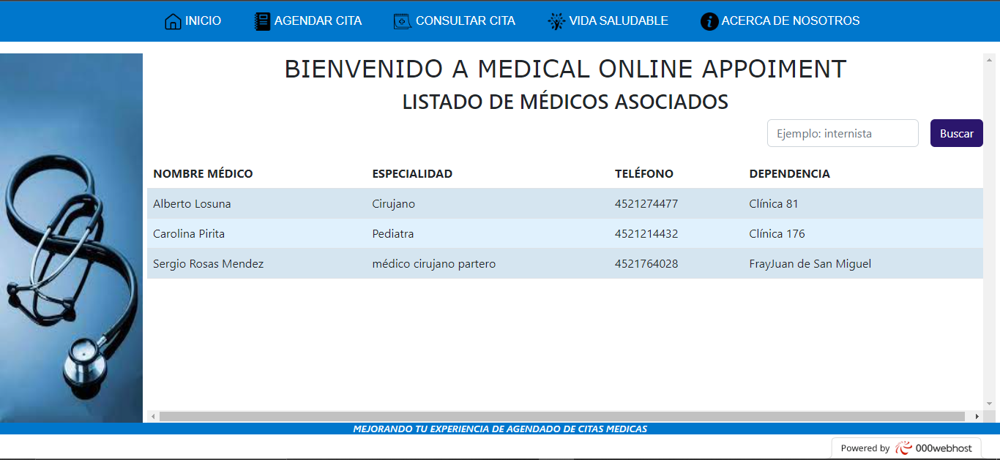 INICIO AGENDAR CITA CONSULTAR CITA VIDA SALUDABLE ACERCA DE NOSOTROS
BIENVENIDO A MEDICAL ONLINE APPOIMENT
LISTADO DE MÉDICOS ASOCIADOS
Ejemplo: internista Buscar
NOMBRE MÉDICO ESPECIALIDAD TELÉFONO DEPENDENCIA
Alberto Losuna Cirujano 4521274477 Clínica 81
Carolina Pirita Pediatra 4521214432 Clínica 176
Sergio Rosas Mendez médico cirujano partero 4521764028 FrayJuan de San Miguel
MEJORANDO TU EXPERIENCIA DE AGENDADO DE CITAS MEDICAS
Powered by 000webhost